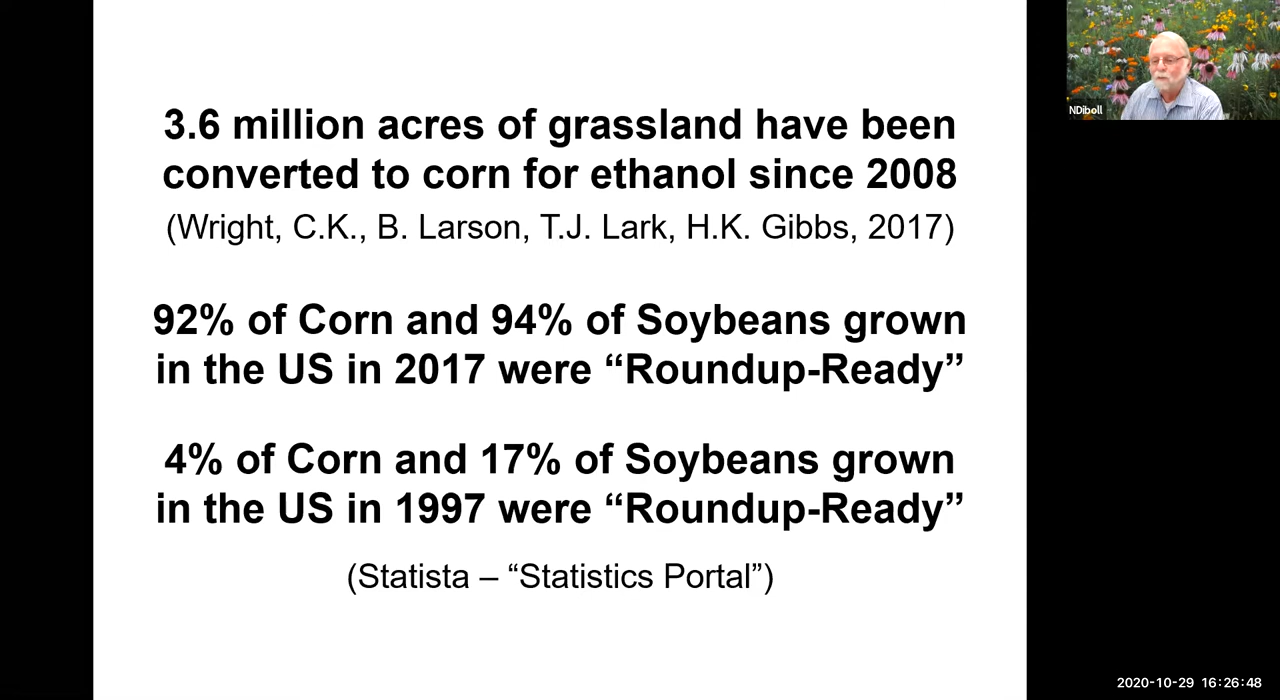 3.6 million acres of grassland have been
converted to corn for ethanol since 2008
(Wright, C.K., B. Larson, T.J. Lark, H.K. Gibbs, 2017)
92% of Corn and 94% of Soybeans grown
in the US in 2017 were “Roundup-Ready”
4% of Corn and 17% of Soybeans grown
in the US in 1997 were “Roundup-Ready”
(Statista – “Statistics Portal”)
NDiboll
2020-10-29 16:26:48